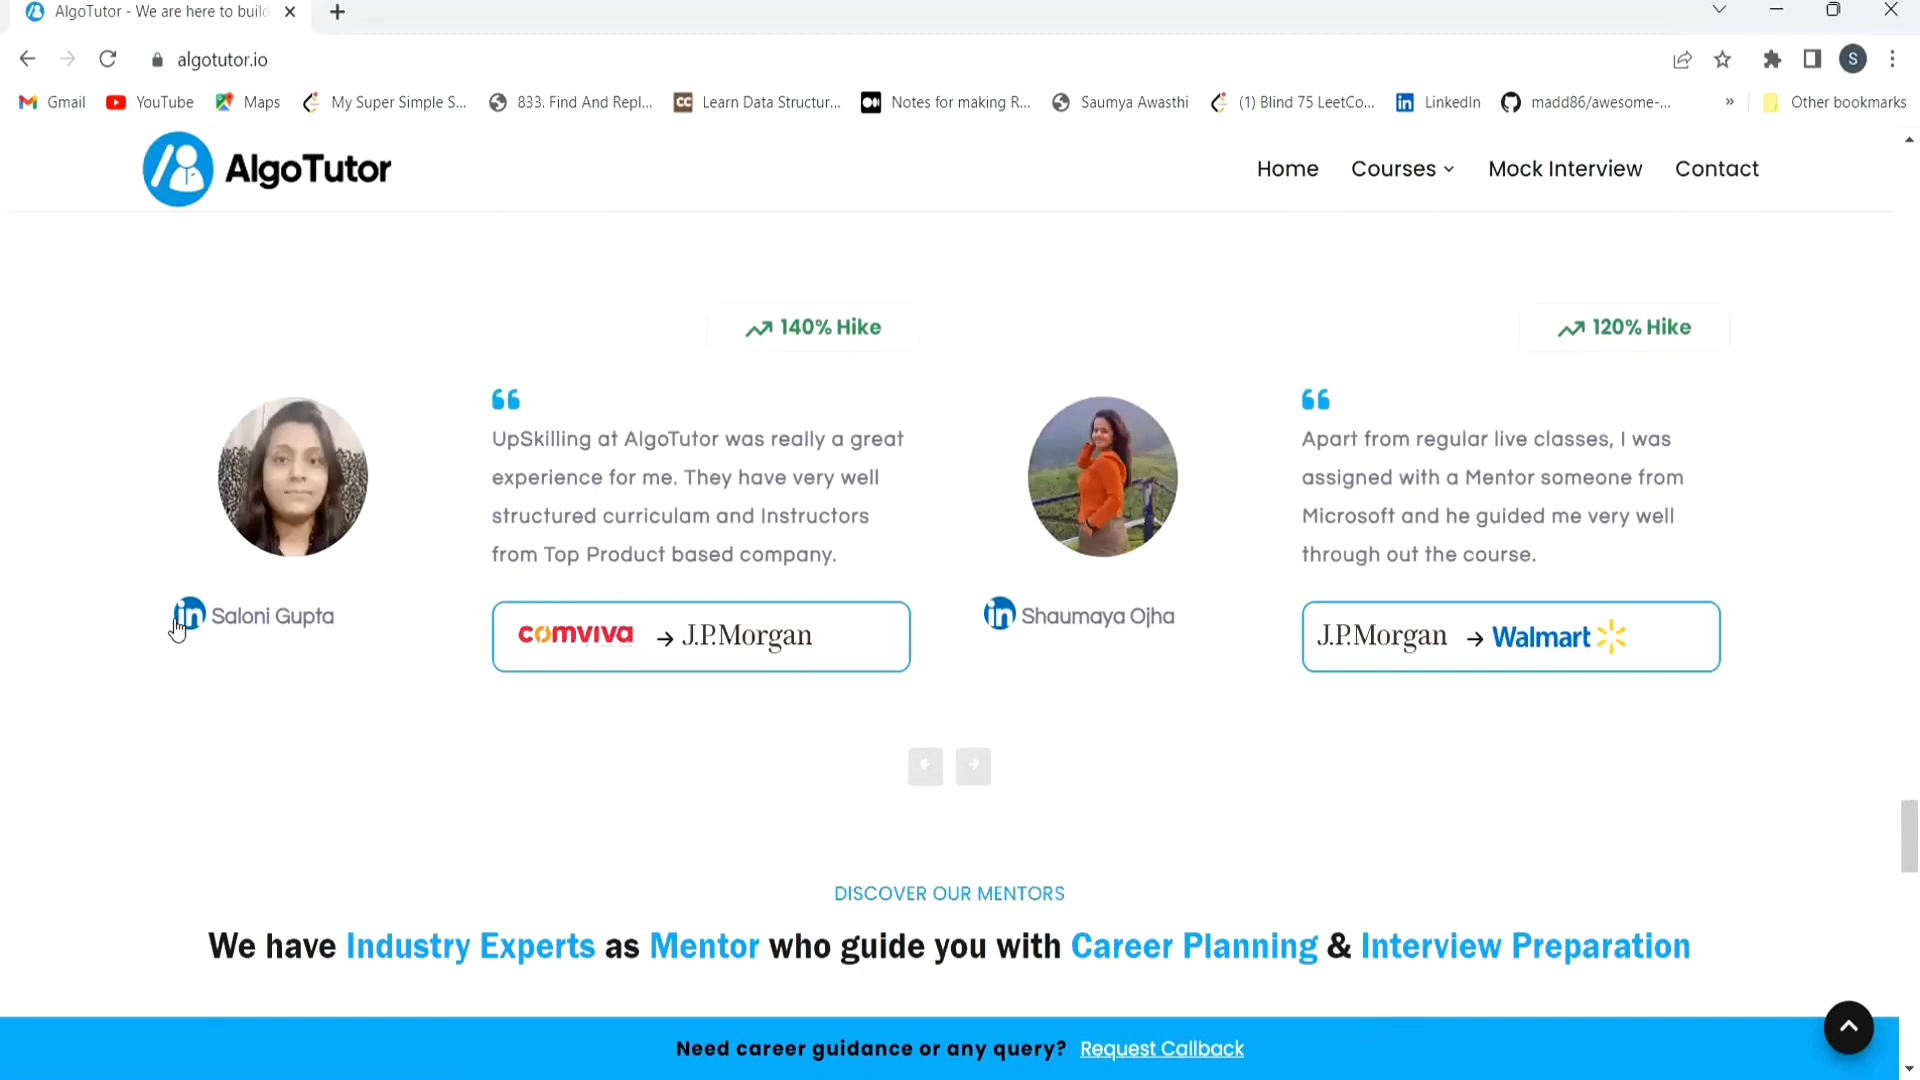 AlgoTutor - We are here to build
algotutor.io
S
Gmail YouTube Maps My Super Simple S... 833. Find And Repl... Learn Data Structur... Notes for making R... Saumya Awasthi (1) Blind 75 LeetCo... LinkedIn madd86/awesome-... » Other bookmarks
AlgoTutor
Home Courses Mock Interview Contact
140% Hike
UpSkilling at AlgoTutor was really a great
experience for me. They have very well
structured curriculam and Instructors
from Top Product based company.
in Saloni Gupta
comviva → J.P.Morgan
120% Hike
Apart from regular live classes, I was
assigned with a Mentor someone from
Microsoft and he guided me very well
through out the course.
in Shaumaya Ojha
J.P.Morgan → Walmart
DISCOVER OUR MENTORS
We have Industry Experts as Mentor who guide you with Career Planning & Interview Preparation
Need career guidance or any query? Request Callback